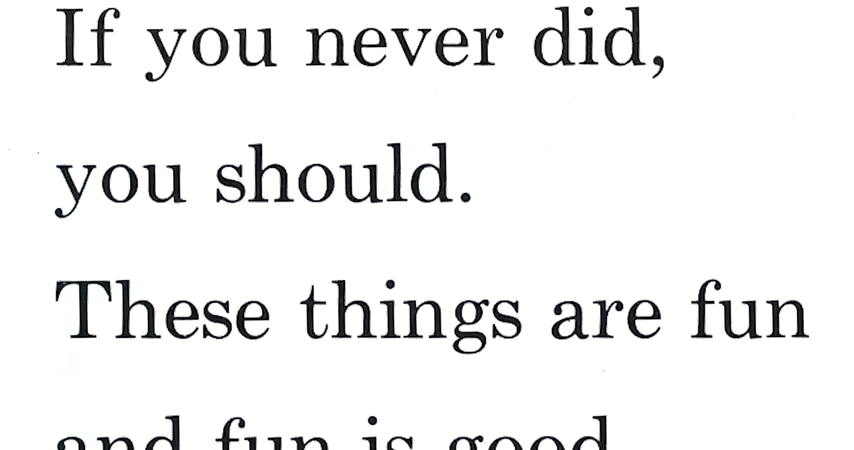 If you never did,
you should.
These things are fun
and fun is good